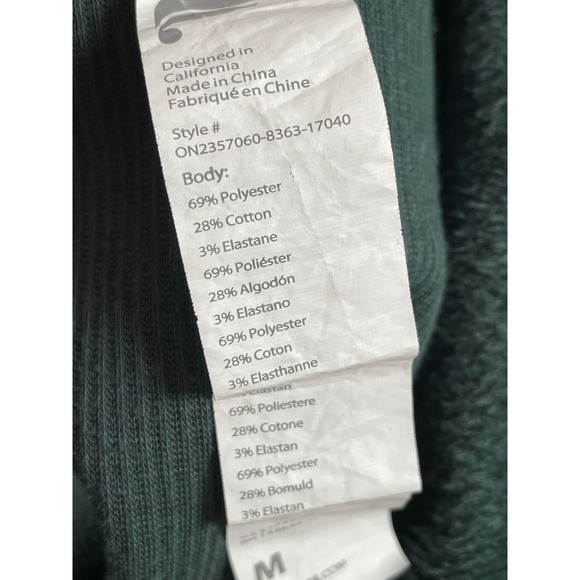 Designed in
California
Made in China
Fabriqué en Chine
Style #
ON2357060-8363-17040
Body:
69% Polyester
28% Cotton
3% Elastane
69% Poliéster
28% Algodón
3% Elastano
69% Polyester
28% Coton
3% Elasthanne
69% Poliestere
28% Cotone
3% Elastan
69% Polyester
28% Bomuld
3% Elastan
M